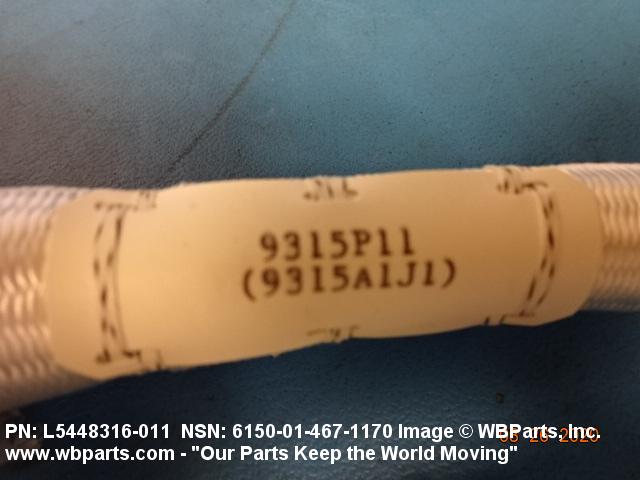 9315P11
(9315A1J1)
PN: L5448316-011 NSN: 6150-01-467-1170 Image © WBParts, Inc.
www.wbparts.com - "Our Parts Keep the World Moving"